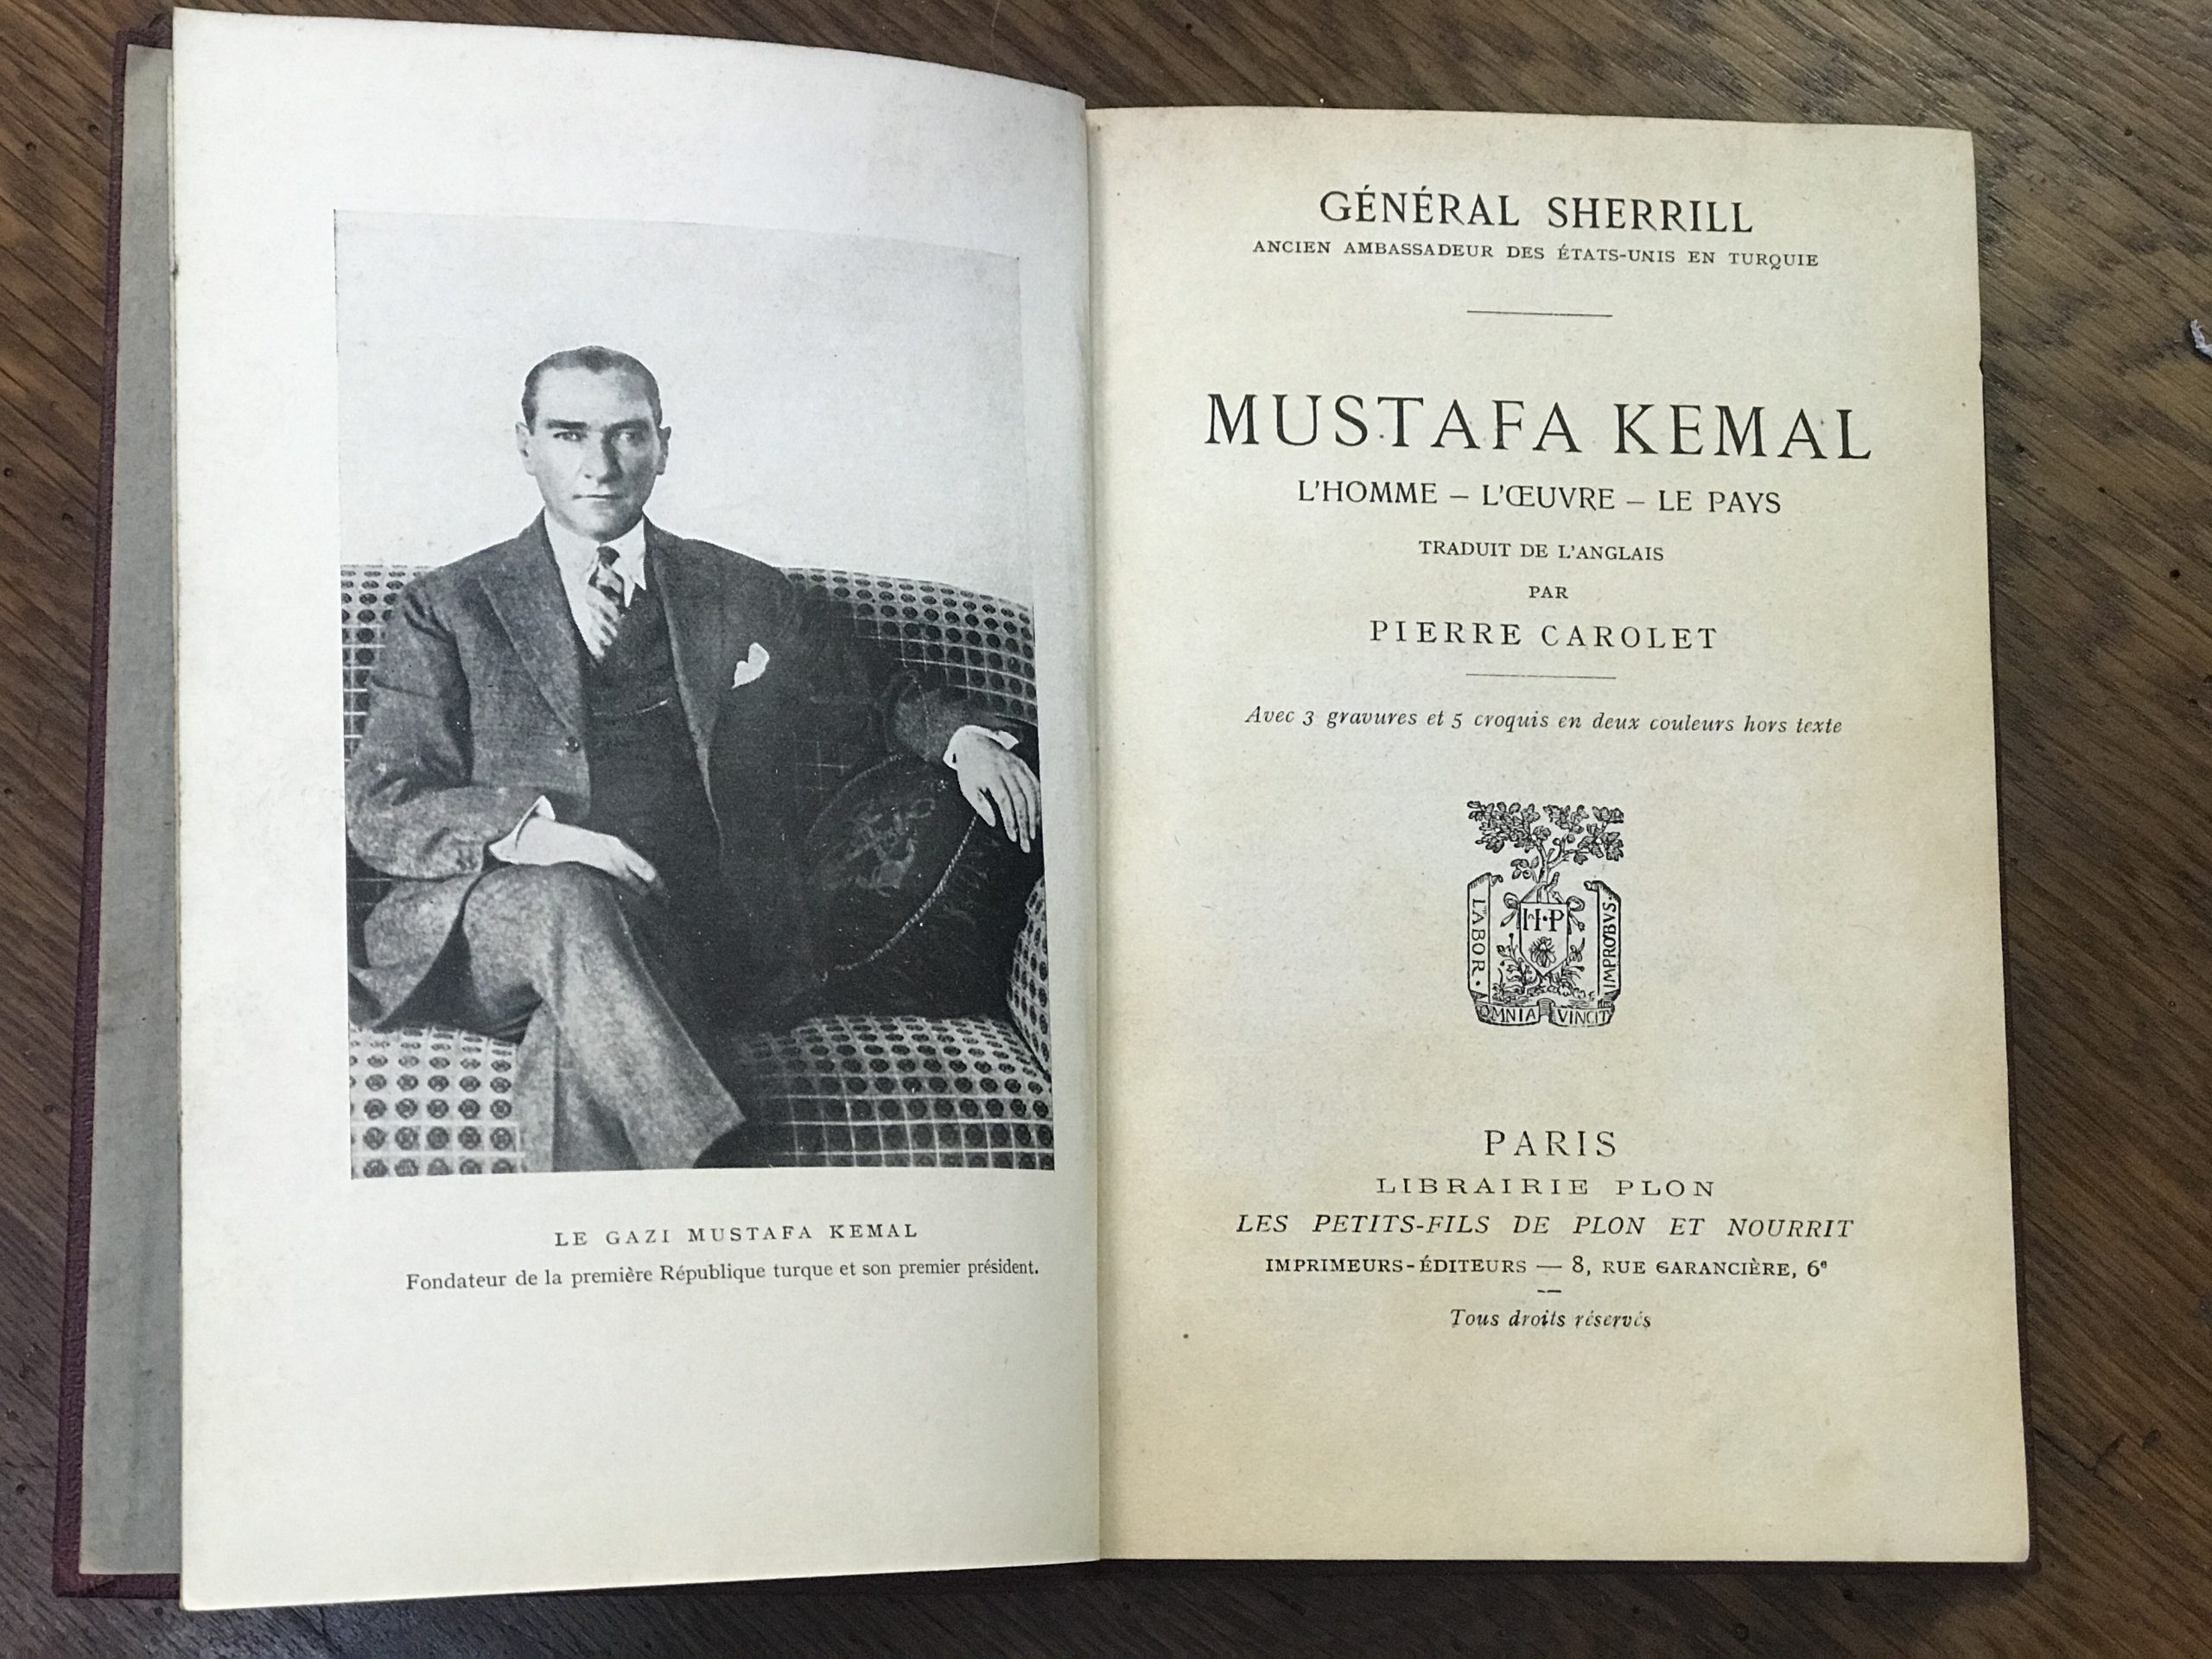 LE GAZI MUSTAFA KEMAL
Fondateur de la première République turque et son premier président.
GÉNÉRAL SHERRILL
ANCIEN AMBASSADEUR DES ÉTATS-UNIS EN TURQUIE
MUSTAFA KEMAL
L'HOMME – L'ŒUVRE – LE PAYS
TRADUIT DE L'ANGLAIS
PAR
PIERRE CAROLET
Avec 3 gravures et 5 croquis en deux couleurs hors texte
H·P
LABOR·
IMPROBVS·
OMNIA VINCIT
PARIS
LIBRAIRIE PLON
LES PETITS-FILS DE PLON ET NOURRIT
IMPRIMEURS-ÉDITEURS — 8, RUE GARANCIÈRE, 6e
Tous droits réservés